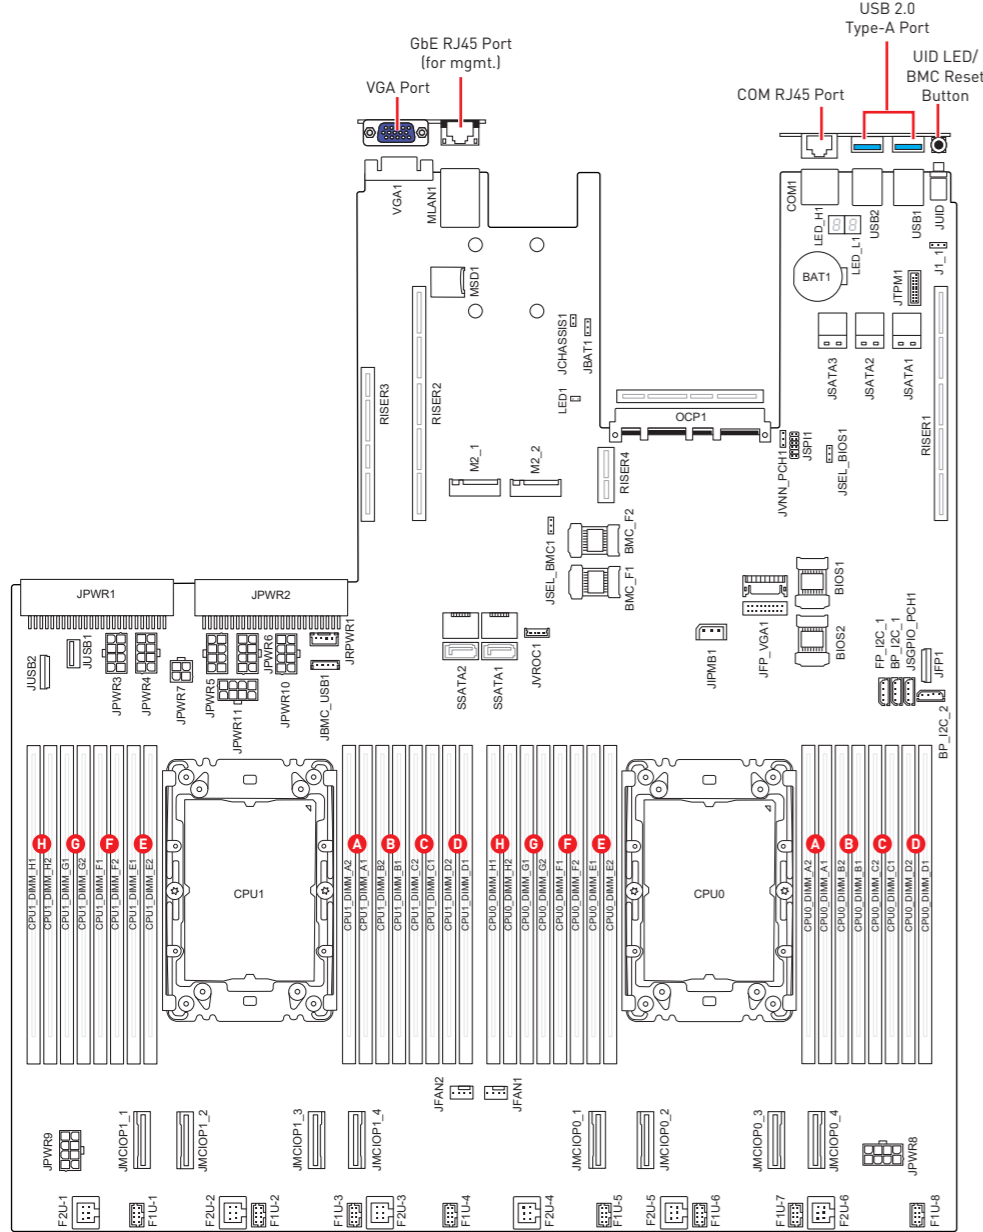 USB 2.0
Type-A Port
GbE RJ45 Port
(for mgmt.)
UID LED/
BMC Reset
Button
VGA Port
COM RJ45 Port
VGA1
MLAN1
COM1
LED_H1
USB2
LED_L1
USB1
JUID
J1_1
MSD1
BAT1
JTPM1
JCHASSIS1
JBAT1
JSATA3
JSATA2
JSATA1
RISER3
RISER2
LED1
OCP1
RISER1
M2_1
M2_2
RISER4
JVNN_PCH1
JSPI1
JSEL_BIOS1
JSEL_BMC1
BMC_F2
BMC_F1
BIOS1
BIOS2
JPWR1
JPWR2
JUSB2
JUSB1
JPWR3
JPWR4
JPWR7
JPWR5
JPWR6
JPWR11
JPWR10
JRPWR1
JBMC_USB1
SSATA2
SSATA1
JVROC1
JIPMB1
JFP_VGA1
FP_I2C_1
BP_I2C_1
JSGPIO_PCH1
JFP1
BP_I2C_2
H
G
F
E
A
B
C
D
H
G
F
E
A
B
C
D
CPU1_DIMM_H1
CPU1_DIMM_H2
CPU1_DIMM_G1
CPU1_DIMM_G2
CPU1_DIMM_F1
CPU1_DIMM_F2
CPU1_DIMM_E1
CPU1_DIMM_E2
CPU1
CPU1_DIMM_A2
CPU1_DIMM_A1
CPU1_DIMM_B2
CPU1_DIMM_B1
CPU1_DIMM_C2
CPU1_DIMM_C1
CPU1_DIMM_D2
CPU1_DIMM_D1
CPU0_DIMM_H1
CPU0_DIMM_H2
CPU0_DIMM_G1
CPU0_DIMM_G2
CPU0_DIMM_F1
CPU0_DIMM_F2
CPU0_DIMM_E1
CPU0_DIMM_E2
CPU0
CPU0_DIMM_A2
CPU0_DIMM_A1
CPU0_DIMM_B2
CPU0_DIMM_B1
CPU0_DIMM_C2
CPU0_DIMM_C1
CPU0_DIMM_D2
CPU0_DIMM_D1
JFAN2
JFAN1
JPWR9
JMCIOP1_1
JMCIOP1_2
JMCIOP1_3
JMCIOP1_4
JMCIOP0_1
JMCIOP0_2
JMCIOP0_3
JMCIOP0_4
JPWR8
F2U-1
F1U-1
F2U-2
F1U-2
F1U-3
F2U-3
F1U-4
F2U-4
F1U-5
F2U-5
F1U-6
F1U-7
F2U-6
F1U-8